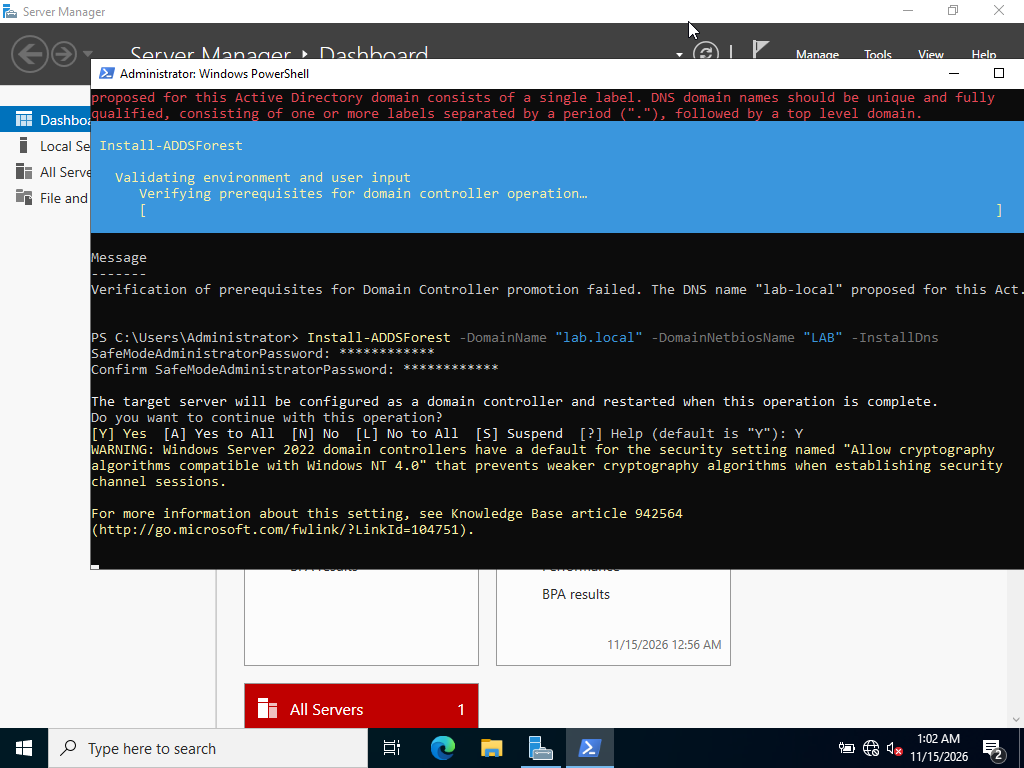 Server Manager
Server Manager ‣ Dashboard
Manage Tools View Help
Administrator: Windows PowerShell
proposed for this Active Directory domain consists of a single label. DNS domain names should be unique and fully
qualified, consisting of one or more labels separated by a period ("."), followed by a top level domain.
Install-ADDSForest
Validating environment and user input
Verifying prerequisites for domain controller operation…
[ ]
Message
-------
Verification of prerequisites for Domain Controller promotion failed. The DNS name "lab-local" proposed for this Act.
PS C:\Users\Administrator> Install-ADDSForest -DomainName "lab.local" -DomainNetbiosName "LAB" -InstallDns
SafeModeAdministratorPassword: ************
Confirm SafeModeAdministratorPassword: ************
The target server will be configured as a domain controller and restarted when this operation is complete.
Do you want to continue with this operation?
[Y] Yes [A] Yes to All [N] No [L] No to All [S] Suspend [?] Help (default is "Y"): Y
WARNING: Windows Server 2022 domain controllers have a default for the security setting named "Allow cryptography
algorithms compatible with Windows NT 4.0" that prevents weaker cryptography algorithms when establishing security
channel sessions.
For more information about this setting, see Knowledge Base article 942564
(http://go.microsoft.com/fwlink/?LinkId=104751).
Dashboa
Local Se
All Serve
File and
BPA results
Performance
BPA results
11/15/2026 12:56 AM
All Servers 1
Type here to search
1:02 AM
11/15/2026
2